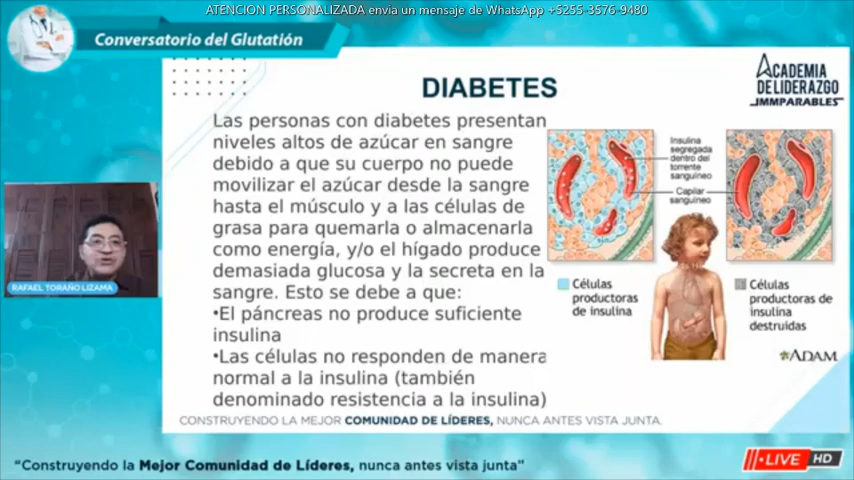 ATENCION PERSONALIZADA envia un mensaje de WhatsApp +5255-3576-9480
Conversatorio del Glutatión
ACADEMIA
DE LIDERAZGO
IMMPARABLES
DIABETES
Las personas con diabetes presentan
niveles altos de azúcar en sangre
debido a que su cuerpo no puede
movilizar el azúcar desde la sangre
hasta el músculo y a las células de
grasa para quemarla o almacenarla
como energía, y/o el hígado produce
demasiada glucosa y la secreta en la
sangre. Esto se debe a que:
•El páncreas no produce suficiente
insulina
•Las células no responden de manera
normal a la insulina (también
denominado resistencia a la insulina)
Insulina
segregada
dentro del
torrente
sanguíneo
Capilar
sanguíneo
Células
productoras
de insulina
Células
productoras de
insulina
destruidas
ADAM
RAFAEL TORAÑO LIZAMA
CONSTRUYENDO LA MEJOR COMUNIDAD DE LÍDERES, NUNCA ANTES VISTA JUNTA.
“Construyendo la Mejor Comunidad de Líderes, nunca antes vista junta”
LIVE HD